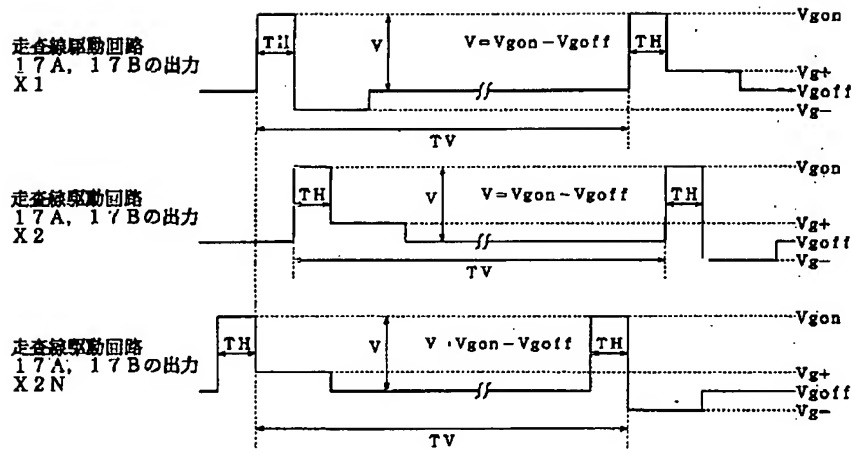 Vgon
TH
V
V=Vgon-Vgoff
TH
走査線駆動回路
17A, 17Bの出力
X1
Vg+
Vgoff
Vg-
TV
Vgon
TH
V
V=Vgon-Vgoff
TH
走査線駆動回路
17A, 17Bの出力
X2
Vg+
Vgoff
Vg-
TV
Vgon
TH
V
V・Vgon-Vgoff
TH
走査線駆動回路
17A, 17Bの出力
X2N
Vg+
Vgoff
Vg-
TV